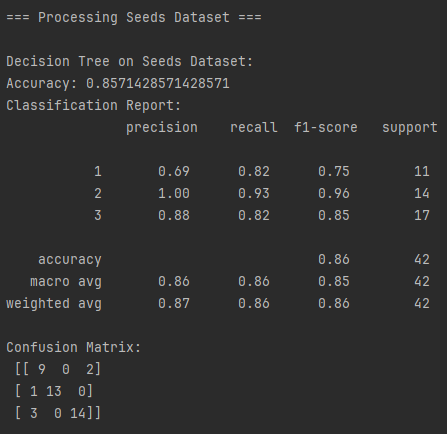 === Processing Seeds Dataset ===
Decision Tree on Seeds Dataset:
Accuracy: 0.8571428571428571
Classification Report:
precision recall f1-score support
1 0.69 0.82 0.75 11
2 1.00 0.93 0.96 14
3 0.88 0.82 0.85 17
accuracy 0.86 42
macro avg 0.86 0.86 0.85 42
weighted avg 0.87 0.86 0.86 42
Confusion Matrix:
[[ 9 0 2]
[ 1 13 0]
[ 3 0 14]]